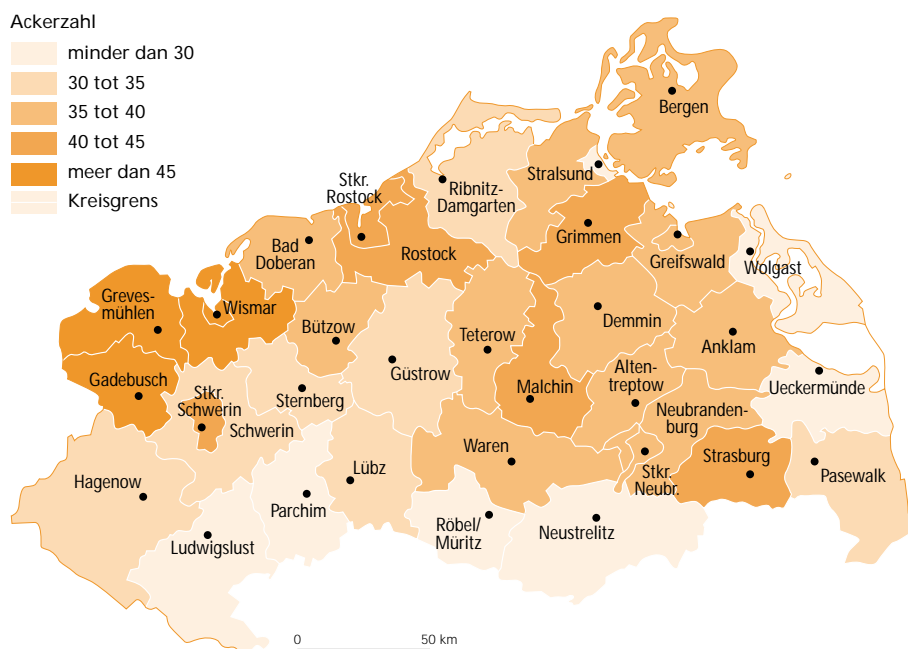 Ackerzahl
minder dan 30
30 tot 35
35 tot 40
40 tot 45
meer dan 45
Kreisgrens
Bergen
Stralsund
Stkr.
Rostock
Ribnitz-
Damgarten
Grimmen
Bad
Doberan
Rostock
Greifswald
Wolgast
Greves-
mühlen
Wismar
Bützow
Teterow
Demmin
Anklam
Gadebusch
Güstrow
Malchin
Alten-
treptow
Ueckermünde
Stkr.
Schwerin
Sternberg
Schwerin
Neubranden-
burg
Waren
Hagenow
Lübz
Stkr.
Neubr.
Strasburg
Pasewalk
Parchim
Röbel/
Müritz
Neustrelitz
Ludwigslust
0
50 km